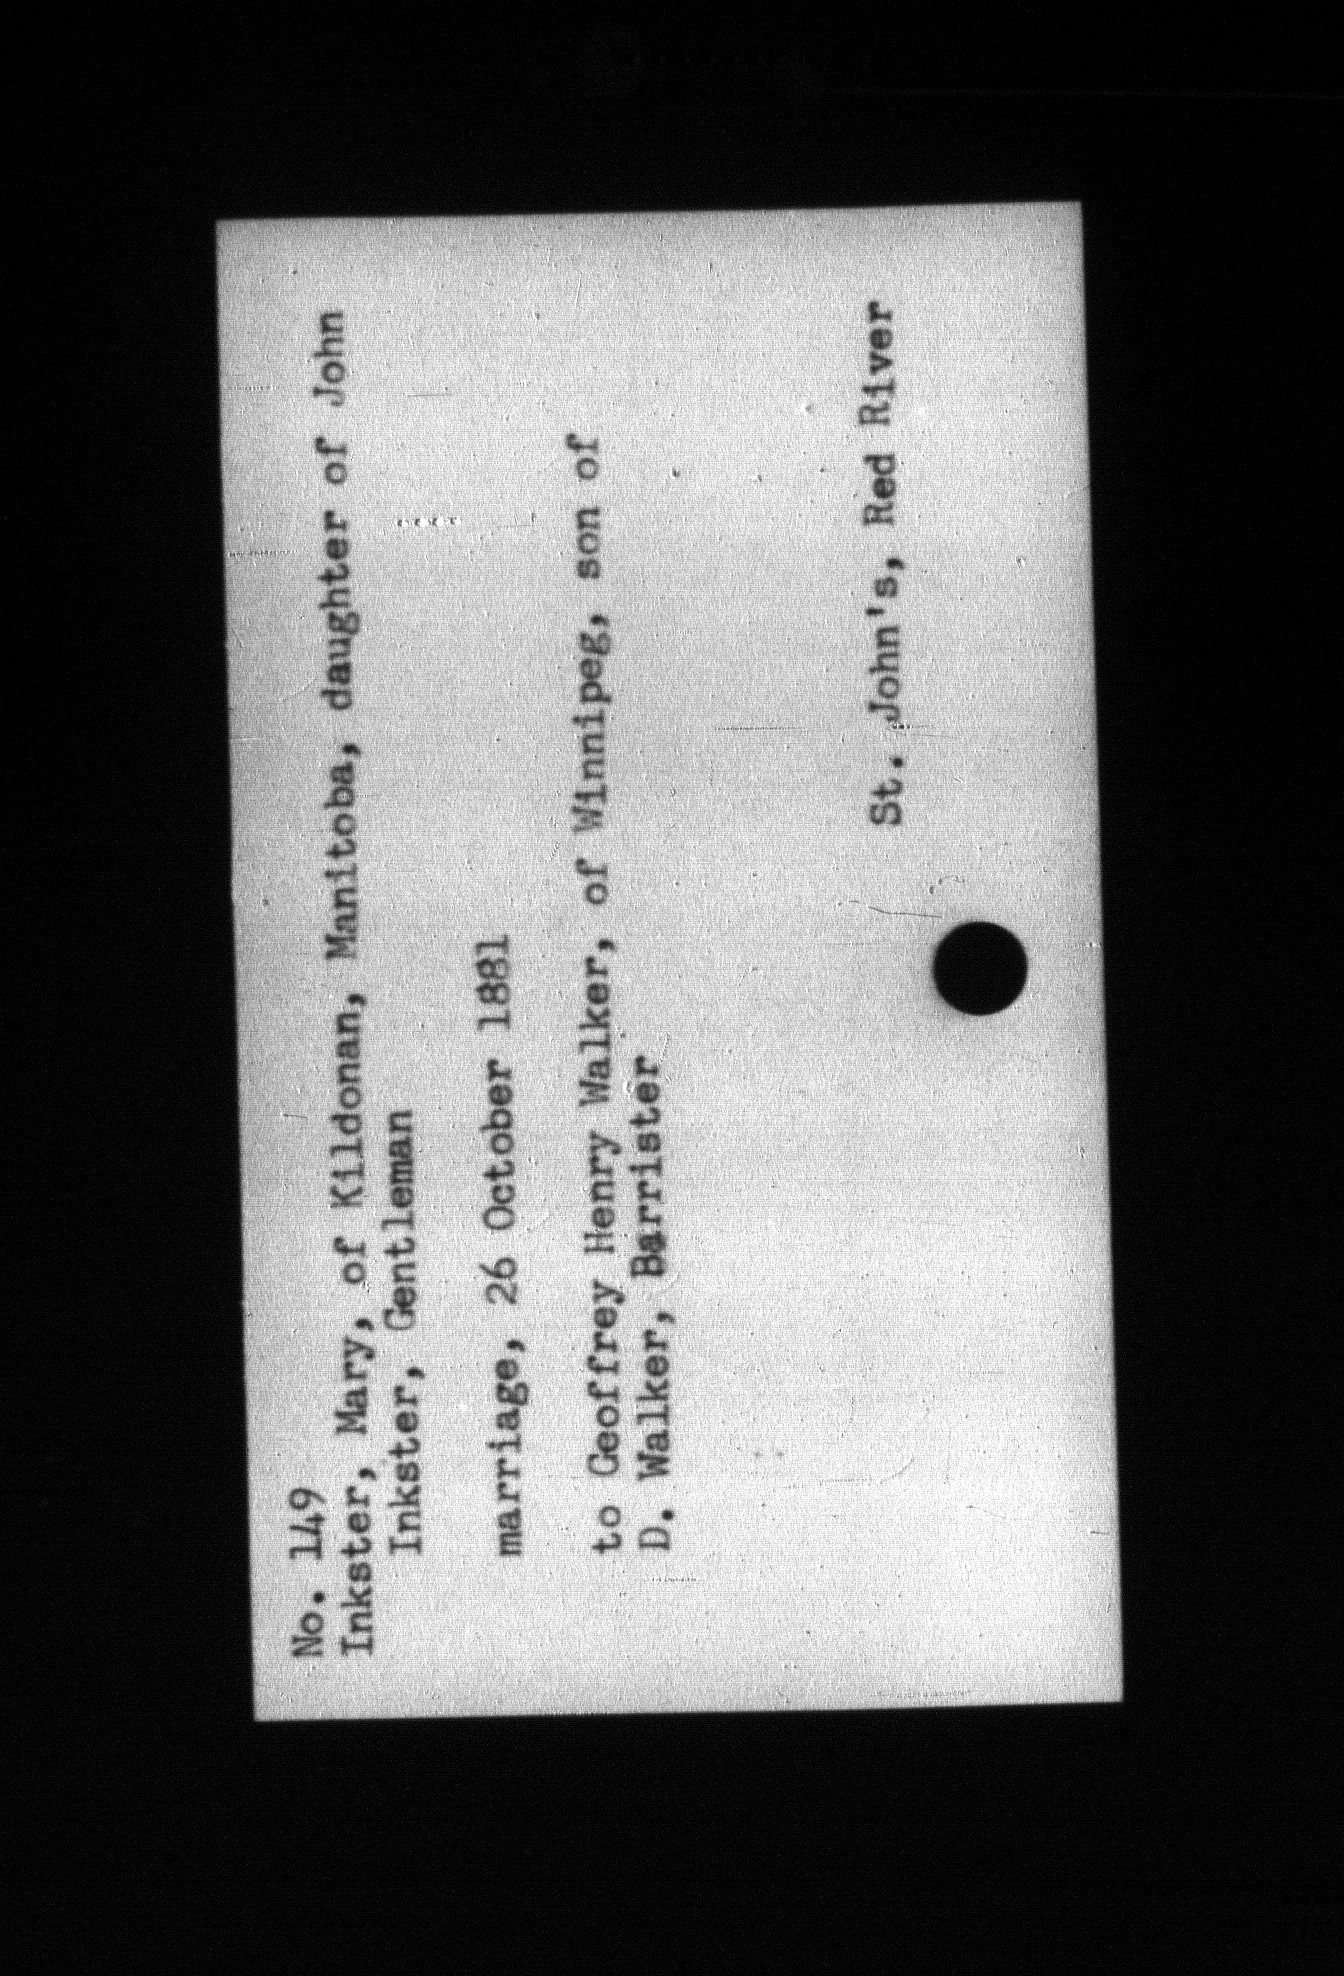 No. 149
Inkster, Mary, of Kildonan, Manitoba, daughter of John
Inkster, Gentleman
marriage, 26 October 1881
to Geoffrey Henry Walker, of Winnipeg, son of
D. Walker, Barrister
St. John's, Red River